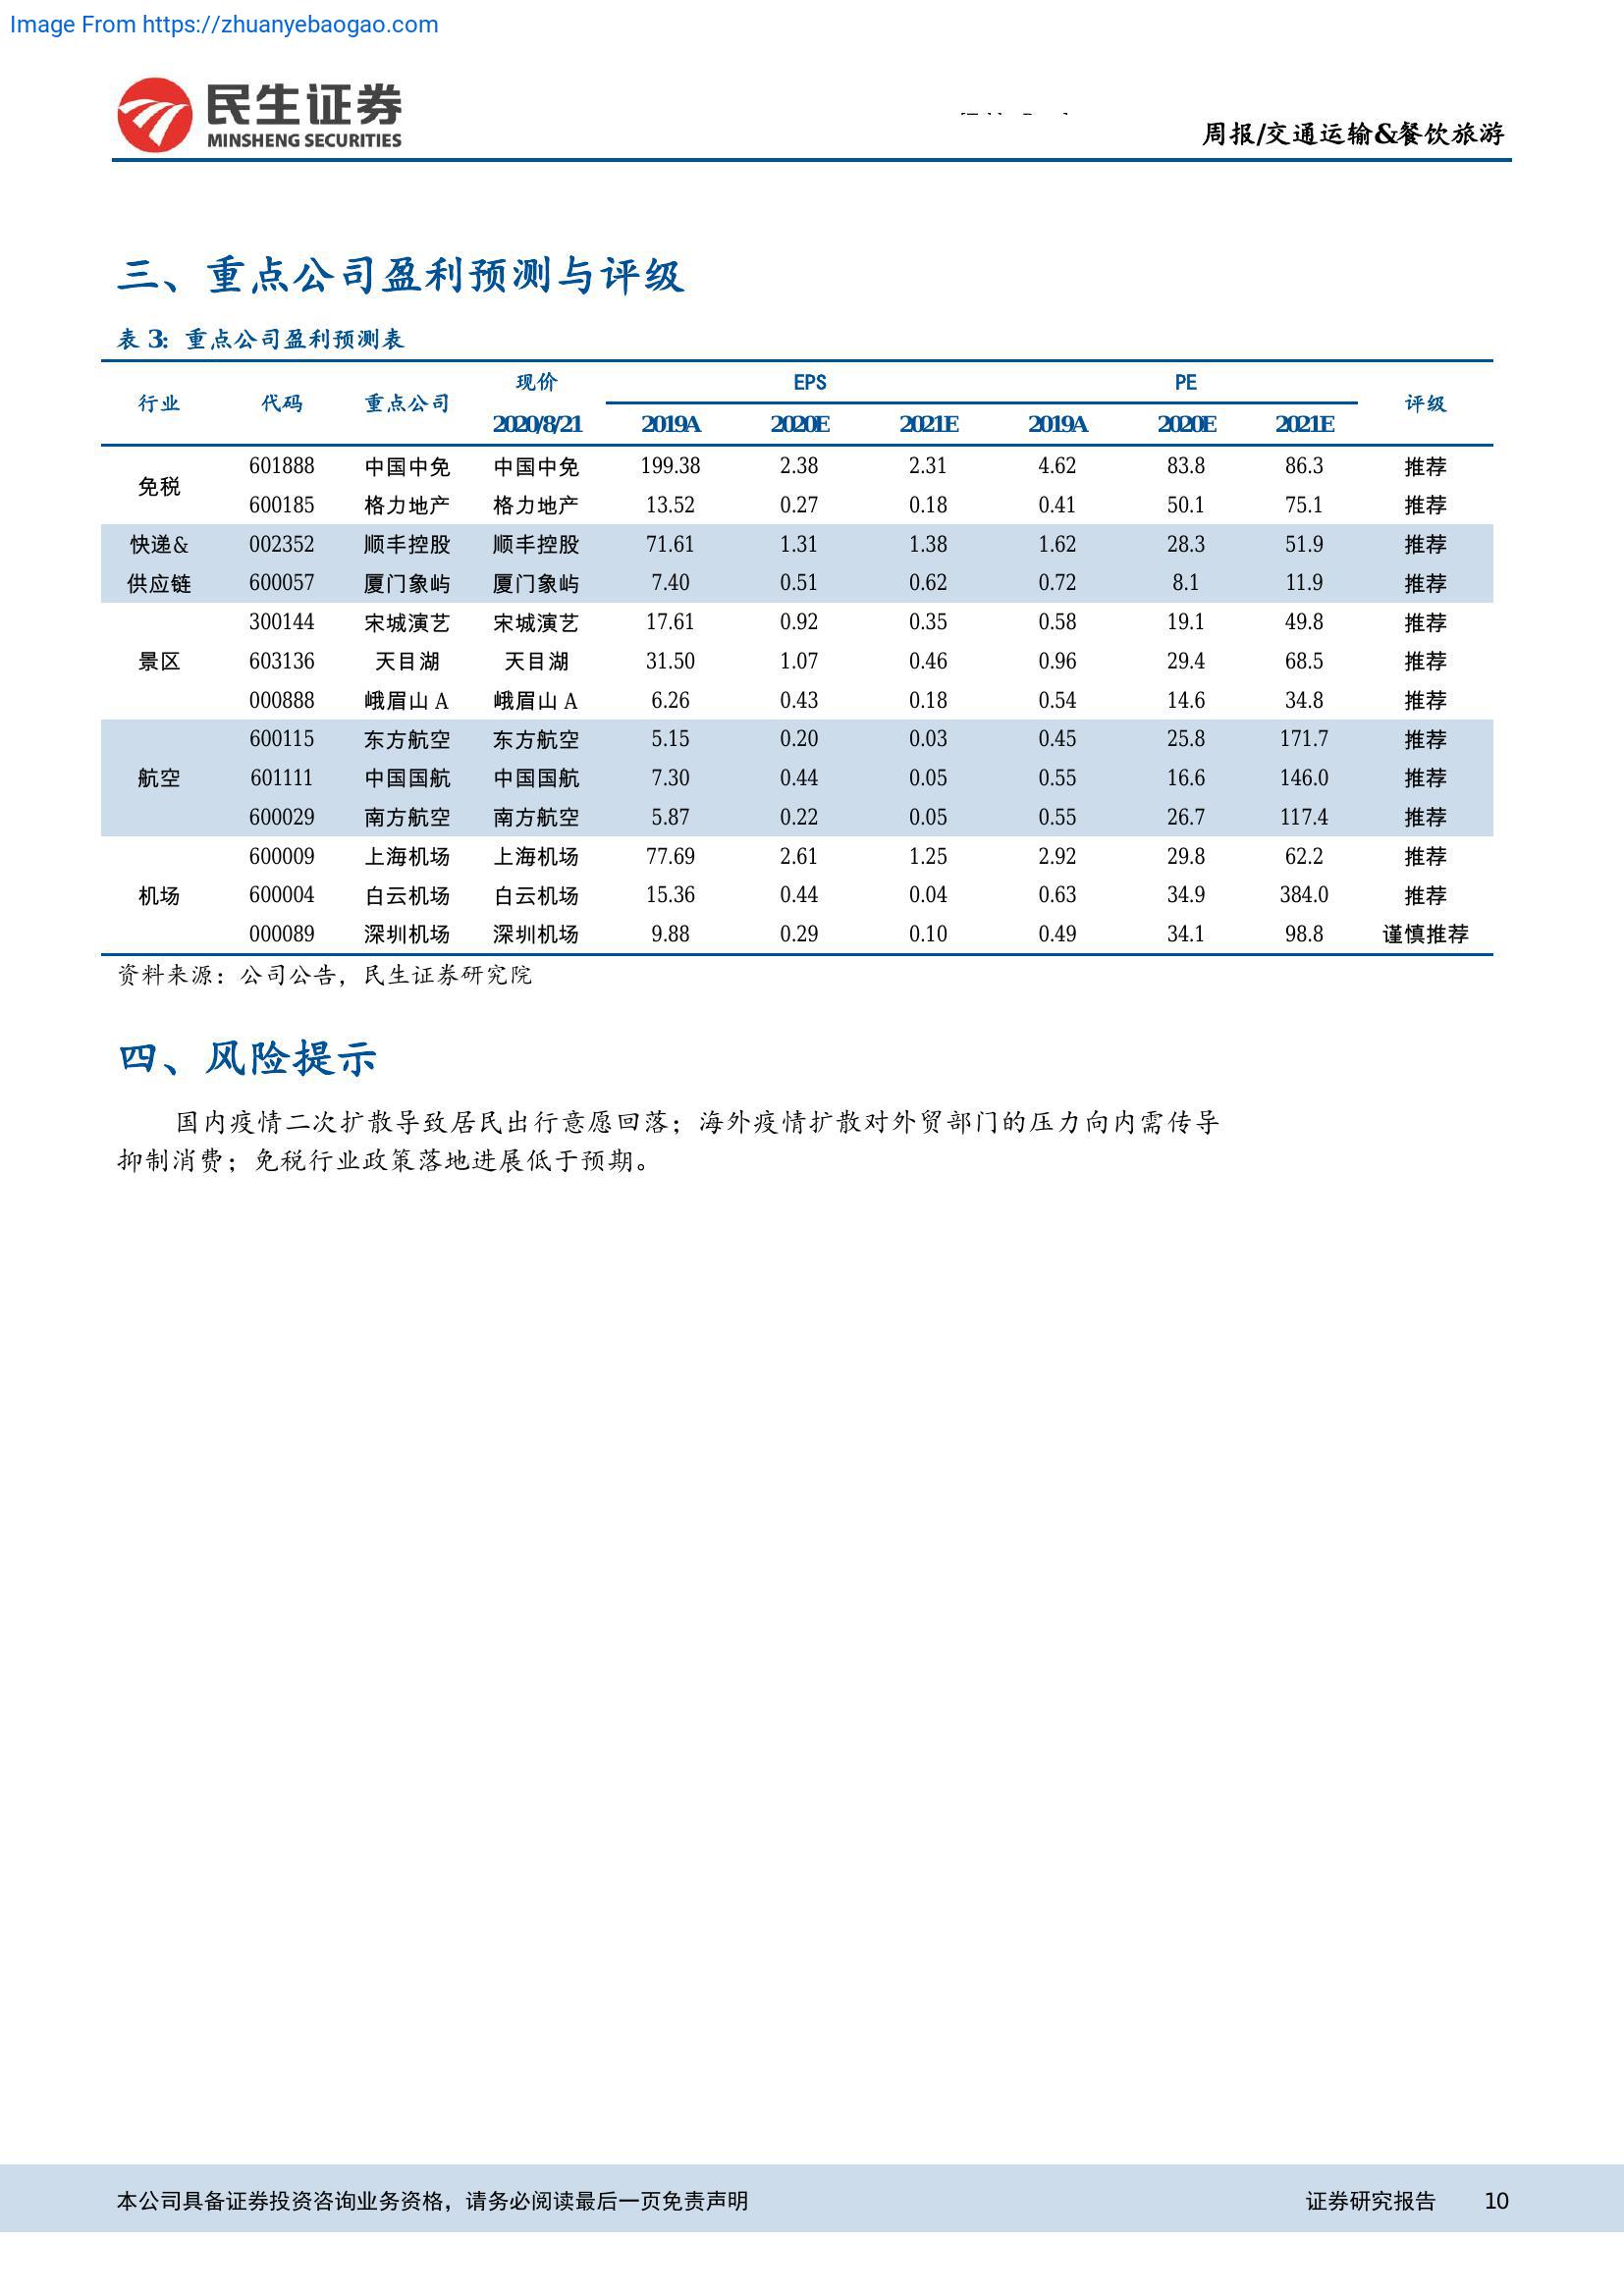 Image From https://zhuanyebaogao.com
民生证券
MINSHENG SECURITIES
周报/交通运输&餐饮旅游
三、重点公司盈利预测与评级
表 3: 重点公司盈利预测表
行业 代码 重点公司 现价 EPS PE 评级
2020/8/21 2019A 2020E 2021E 2019A 2020E 2021E
免税
601888 中国中免 中国中免 199.38 2.38 2.31 4.62 83.8 86.3 推荐
600185 格力地产 格力地产 13.52 0.27 0.18 0.41 50.1 75.1 推荐
快递& 002352 顺丰控股 顺丰控股 71.61 1.31 1.38 1.62 28.3 51.9 推荐
供应链 600057 厦门象屿 厦门象屿 7.40 0.51 0.62 0.72 8.1 11.9 推荐
300144 宋城演艺 宋城演艺 17.61 0.92 0.35 0.58 19.1 49.8 推荐
景区 603136 天目湖 天目湖 31.50 1.07 0.46 0.96 29.4 68.5 推荐
000888 峨眉山 A 峨眉山 A 6.26 0.43 0.18 0.54 14.6 34.8 推荐
600115 东方航空 东方航空 5.15 0.20 0.03 0.45 25.8 171.7 推荐
航空 601111 中国国航 中国国航 7.30 0.44 0.05 0.55 16.6 146.0 推荐
600029 南方航空 南方航空 5.87 0.22 0.05 0.55 26.7 117.4 推荐
600009 上海机场 上海机场 77.69 2.61 1.25 2.92 29.8 62.2 推荐
机场 600004 白云机场 白云机场 15.36 0.44 0.04 0.63 34.9 384.0 推荐
000089 深圳机场 深圳机场 9.88 0.29 0.10 0.49 34.1 98.8 谨慎推荐
资料来源：公司公告，民生证券研究院
四、风险提示
国内疫情二次扩散导致居民出行意愿回落；海外疫情扩散对外贸部门的压力向内需传导
抑制消费；免税行业政策落地进展低于预期。
本公司具备证券投资咨询业务资格，请务必阅读最后一页免责声明 证券研究报告 10